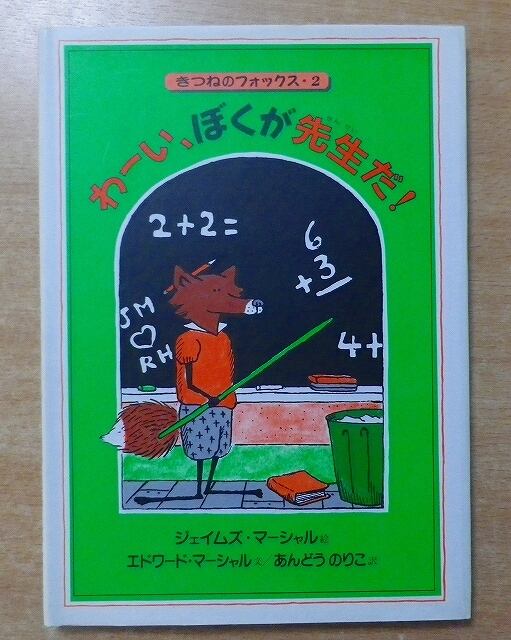 きつねのフォックス・2
わーい、ぼくが先生だ!
2+2=
6
+3
JM
♡
RH
4+
ジェイムズ・マーシャル 絵
エドワード・マーシャル 文/あんどう のりこ 訳